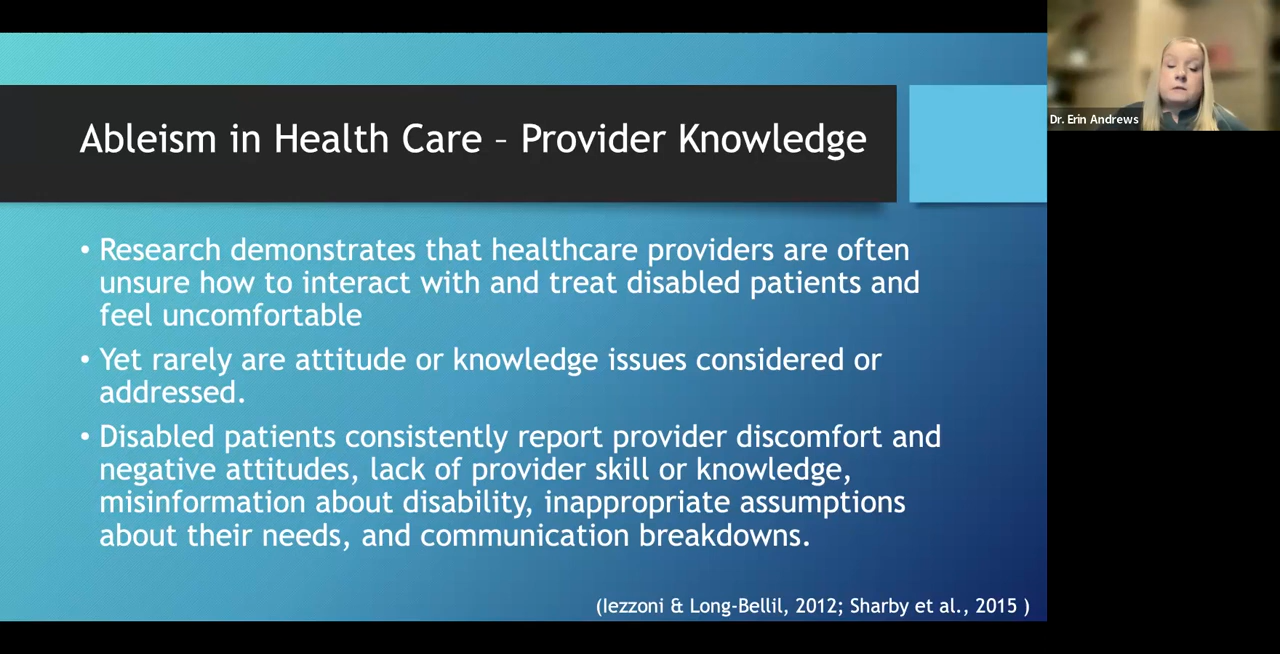 Ableism in Health Care – Provider Knowledge
Dr. Erin Andrews
• Research demonstrates that healthcare providers are often
unsure how to interact with and treat disabled patients and
feel uncomfortable
• Yet rarely are attitude or knowledge issues considered or
addressed.
• Disabled patients consistently report provider discomfort and
negative attitudes, lack of provider skill or knowledge,
misinformation about disability, inappropriate assumptions
about their needs, and communication breakdowns.
(Iezzoni & Long-Bellil, 2012; Sharby et al., 2015 )